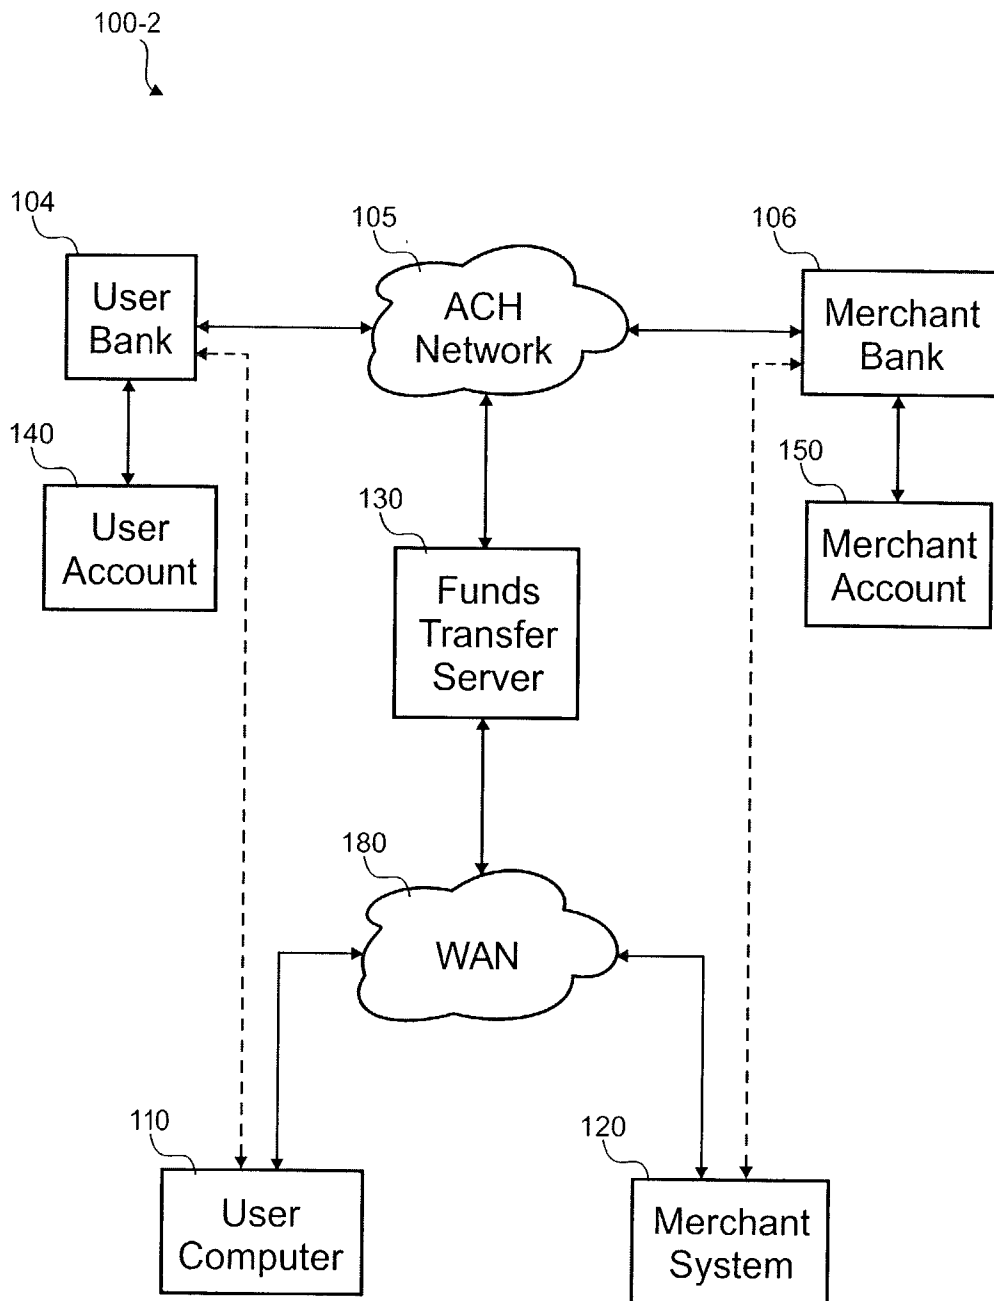 100-2
104
105
106
User
Bank
ACH
Network
Merchant
Bank
140
150
User
Account
130
Merchant
Account
Funds
Transfer
Server
180
WAN
110
120
User
Computer
Merchant
System